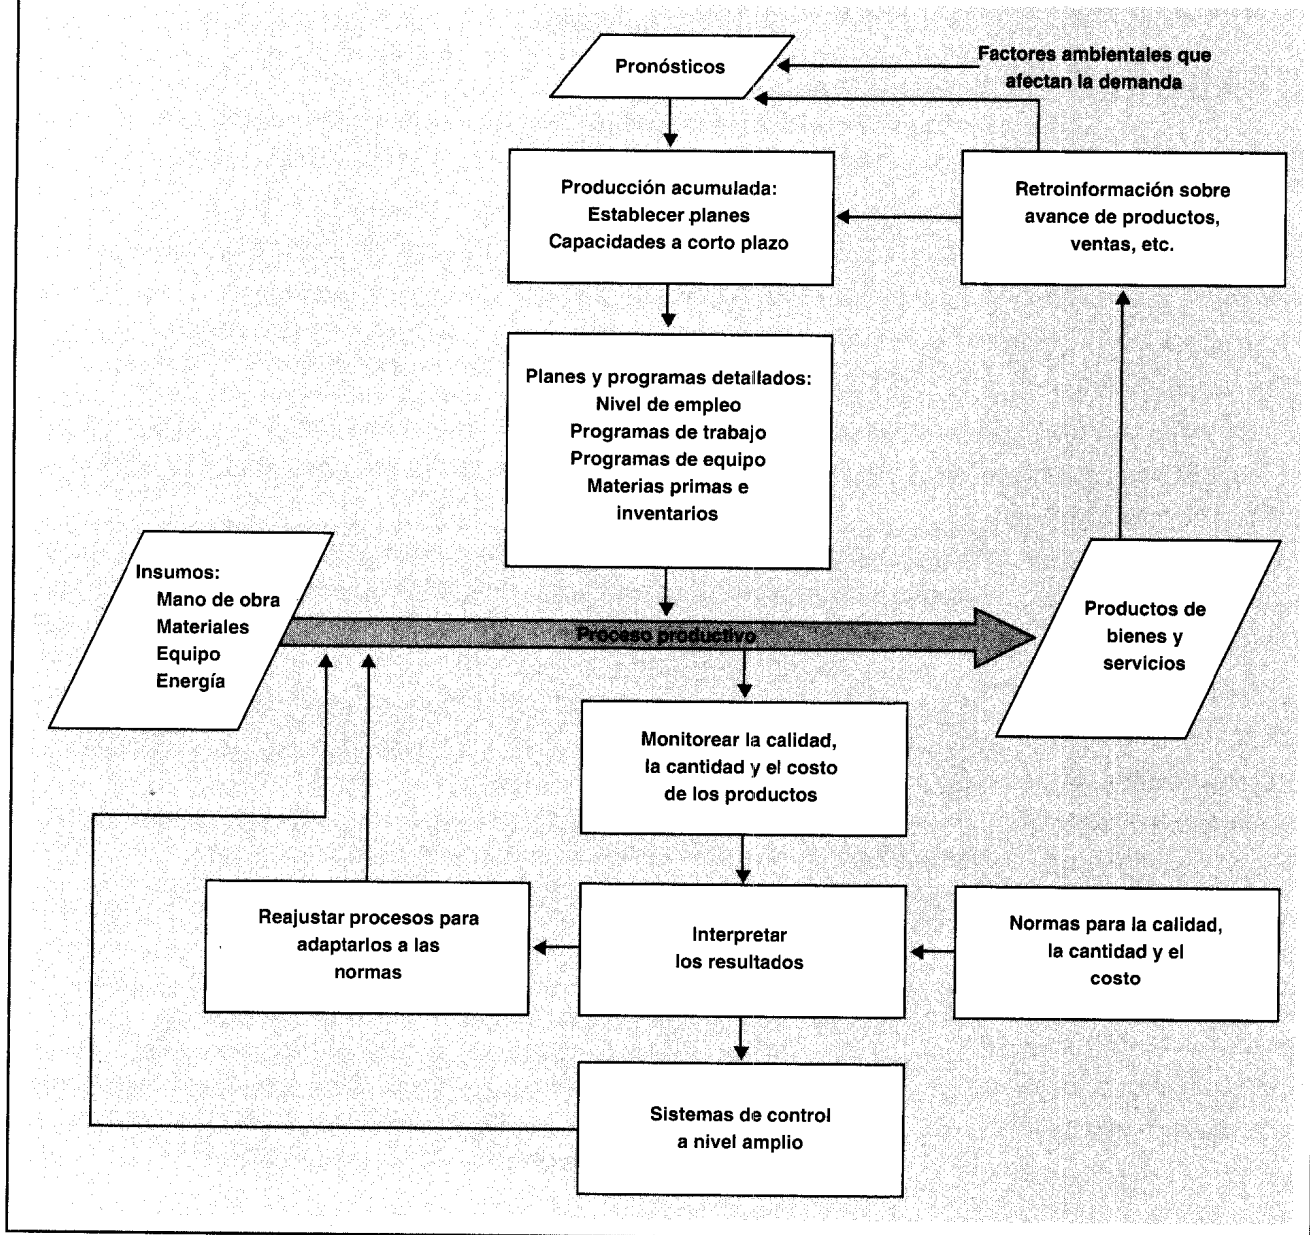 Pronósticos
Factores ambientales que
afectan la demanda
Producción acumulada:
Establecer planes
Capacidades a corto plazo
Retroinformación sobre
avance de productos,
ventas, etc.
Planes y programas detallados:
Nivel de empleo
Programas de trabajo
Programas de equipo
Materias primas e
inventarios
Insumos:
Mano de obra
Materiales
Equipo
Energía
Proceso productivo
Productos de
bienes y
servicios
Monitorear la calidad,
la cantidad y el costo
de los productos
Reajustar procesos para
adaptarlos a las
normas
Interpretar
los resultados
Normas para la calidad,
la cantidad y el
costo
Sistemas de control
a nivel amplio